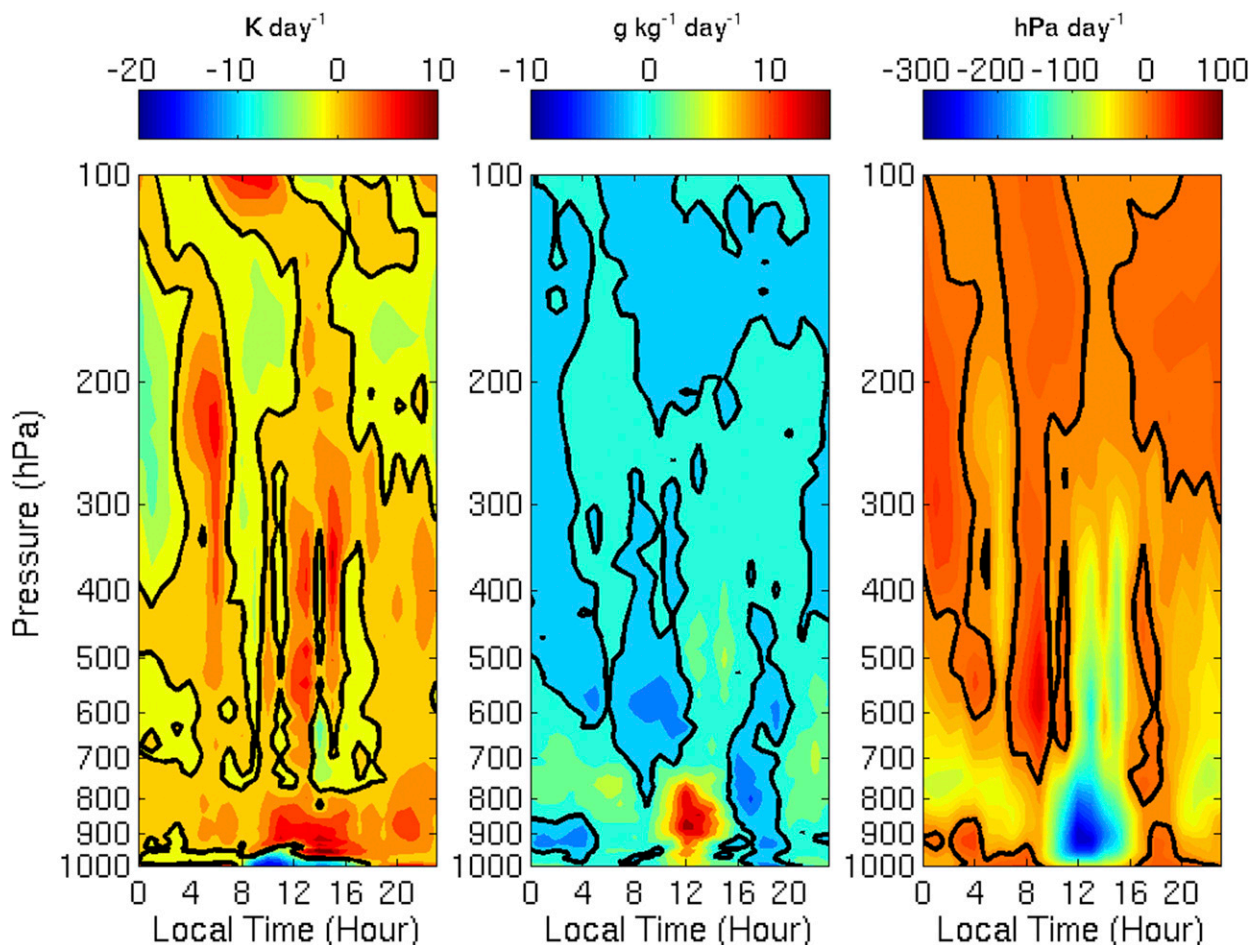 K day⁻¹ g kg⁻¹ day⁻¹ hPa day⁻¹
-20 -10 0 10 -10 0 10 -300 -200 -100 0 100
100 100 100
200 200 200
300 300 300
400 400 400
500 500 500
600 600 600
700 700 700
800 800 800
900 900 900
1000 1000 1000
Pressure (hPa)
0 4 8 12 16 20 0 4 8 12 16 20 0 4 8 12 16 20
Local Time (Hour) Local Time (Hour) Local Time (Hour)